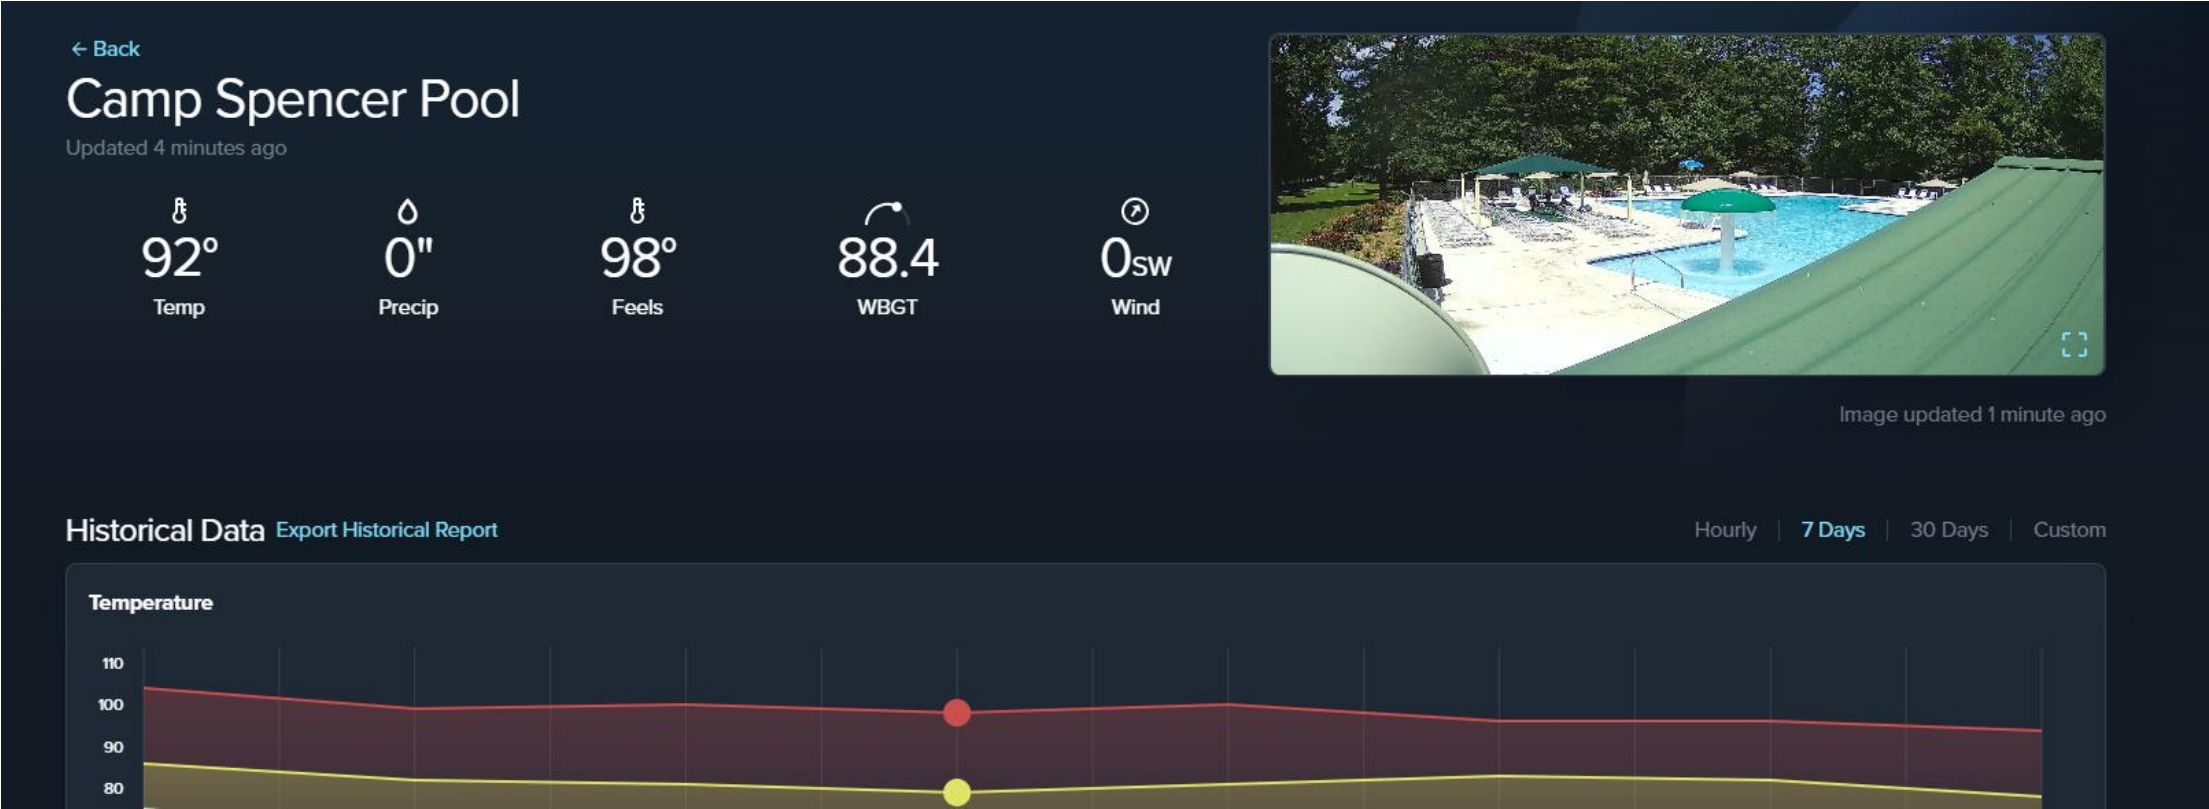 ← Back
Camp Spencer Pool
Updated 4 minutes ago
92° 0" 98° 88.4 0SW
Temp Precip Feels WBGT Wind
Image updated 1 minute ago
Historical Data Export Historical Report Hourly | 7 Days | 30 Days | Custom
Temperature
110
100
90
80